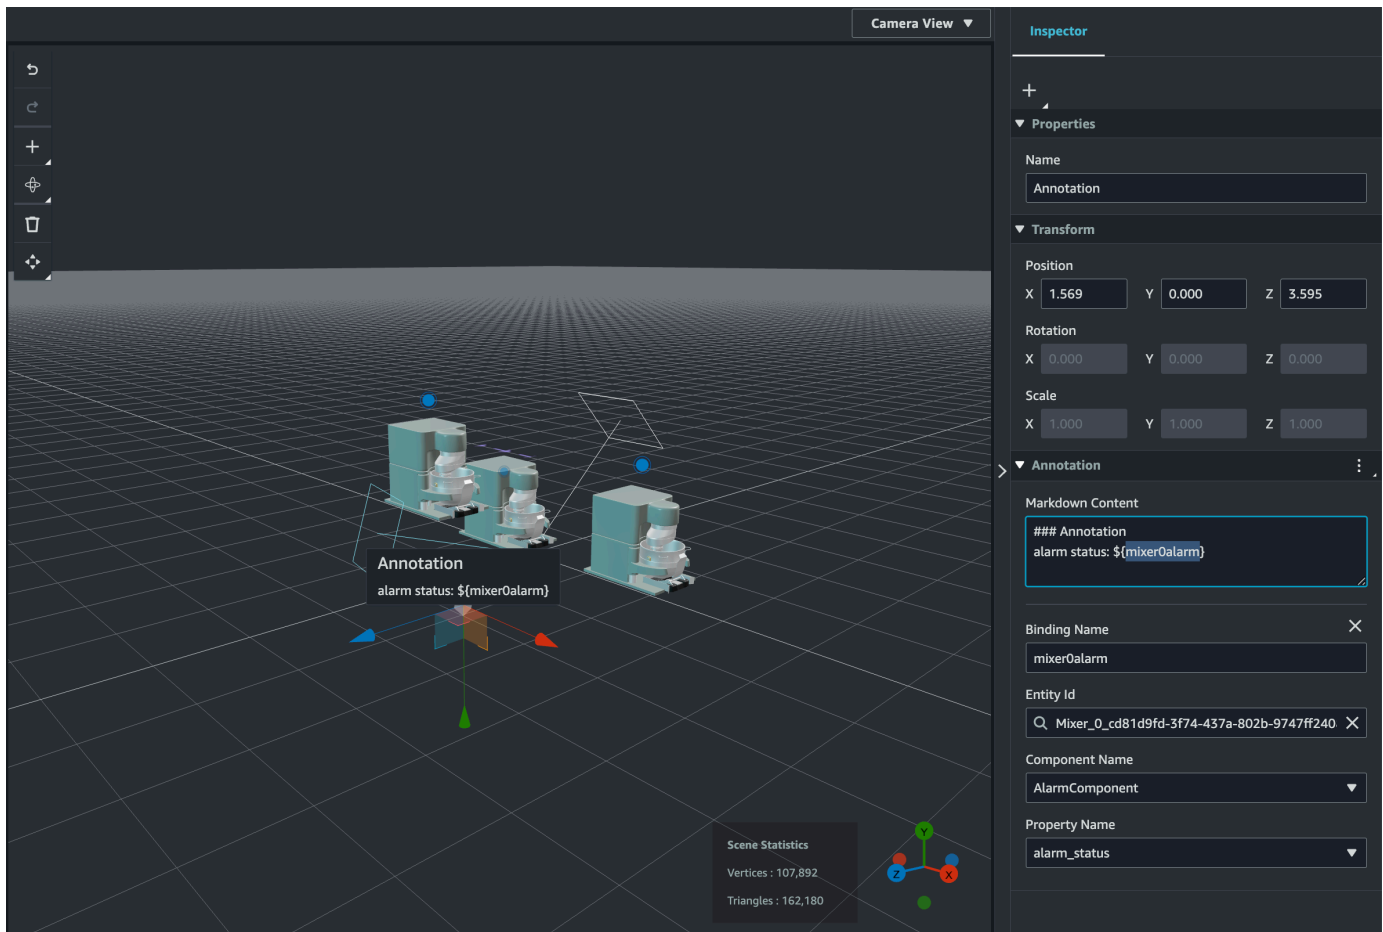 Camera View
Inspector
Properties
Name
Annotation
Transform
Position
X 1.569 Y 0.000 Z 3.595
Rotation
X 0.000 Y 0.000 Z 0.000
Scale
X 1.000 Y 1.000 Z 1.000
Annotation
Markdown Content
### Annotation
alarm status: ${mixer0alarm}
Binding Name
mixer0alarm
Entity Id
Mixer_0_cd81d9fd-3f74-437a-802b-9747ff240
Component Name
AlarmComponent
Property Name
alarm_status
Annotation
alarm status: ${mixer0alarm}
Scene Statistics
Vertices : 107,892
Triangles : 162,180
Y
Z
X